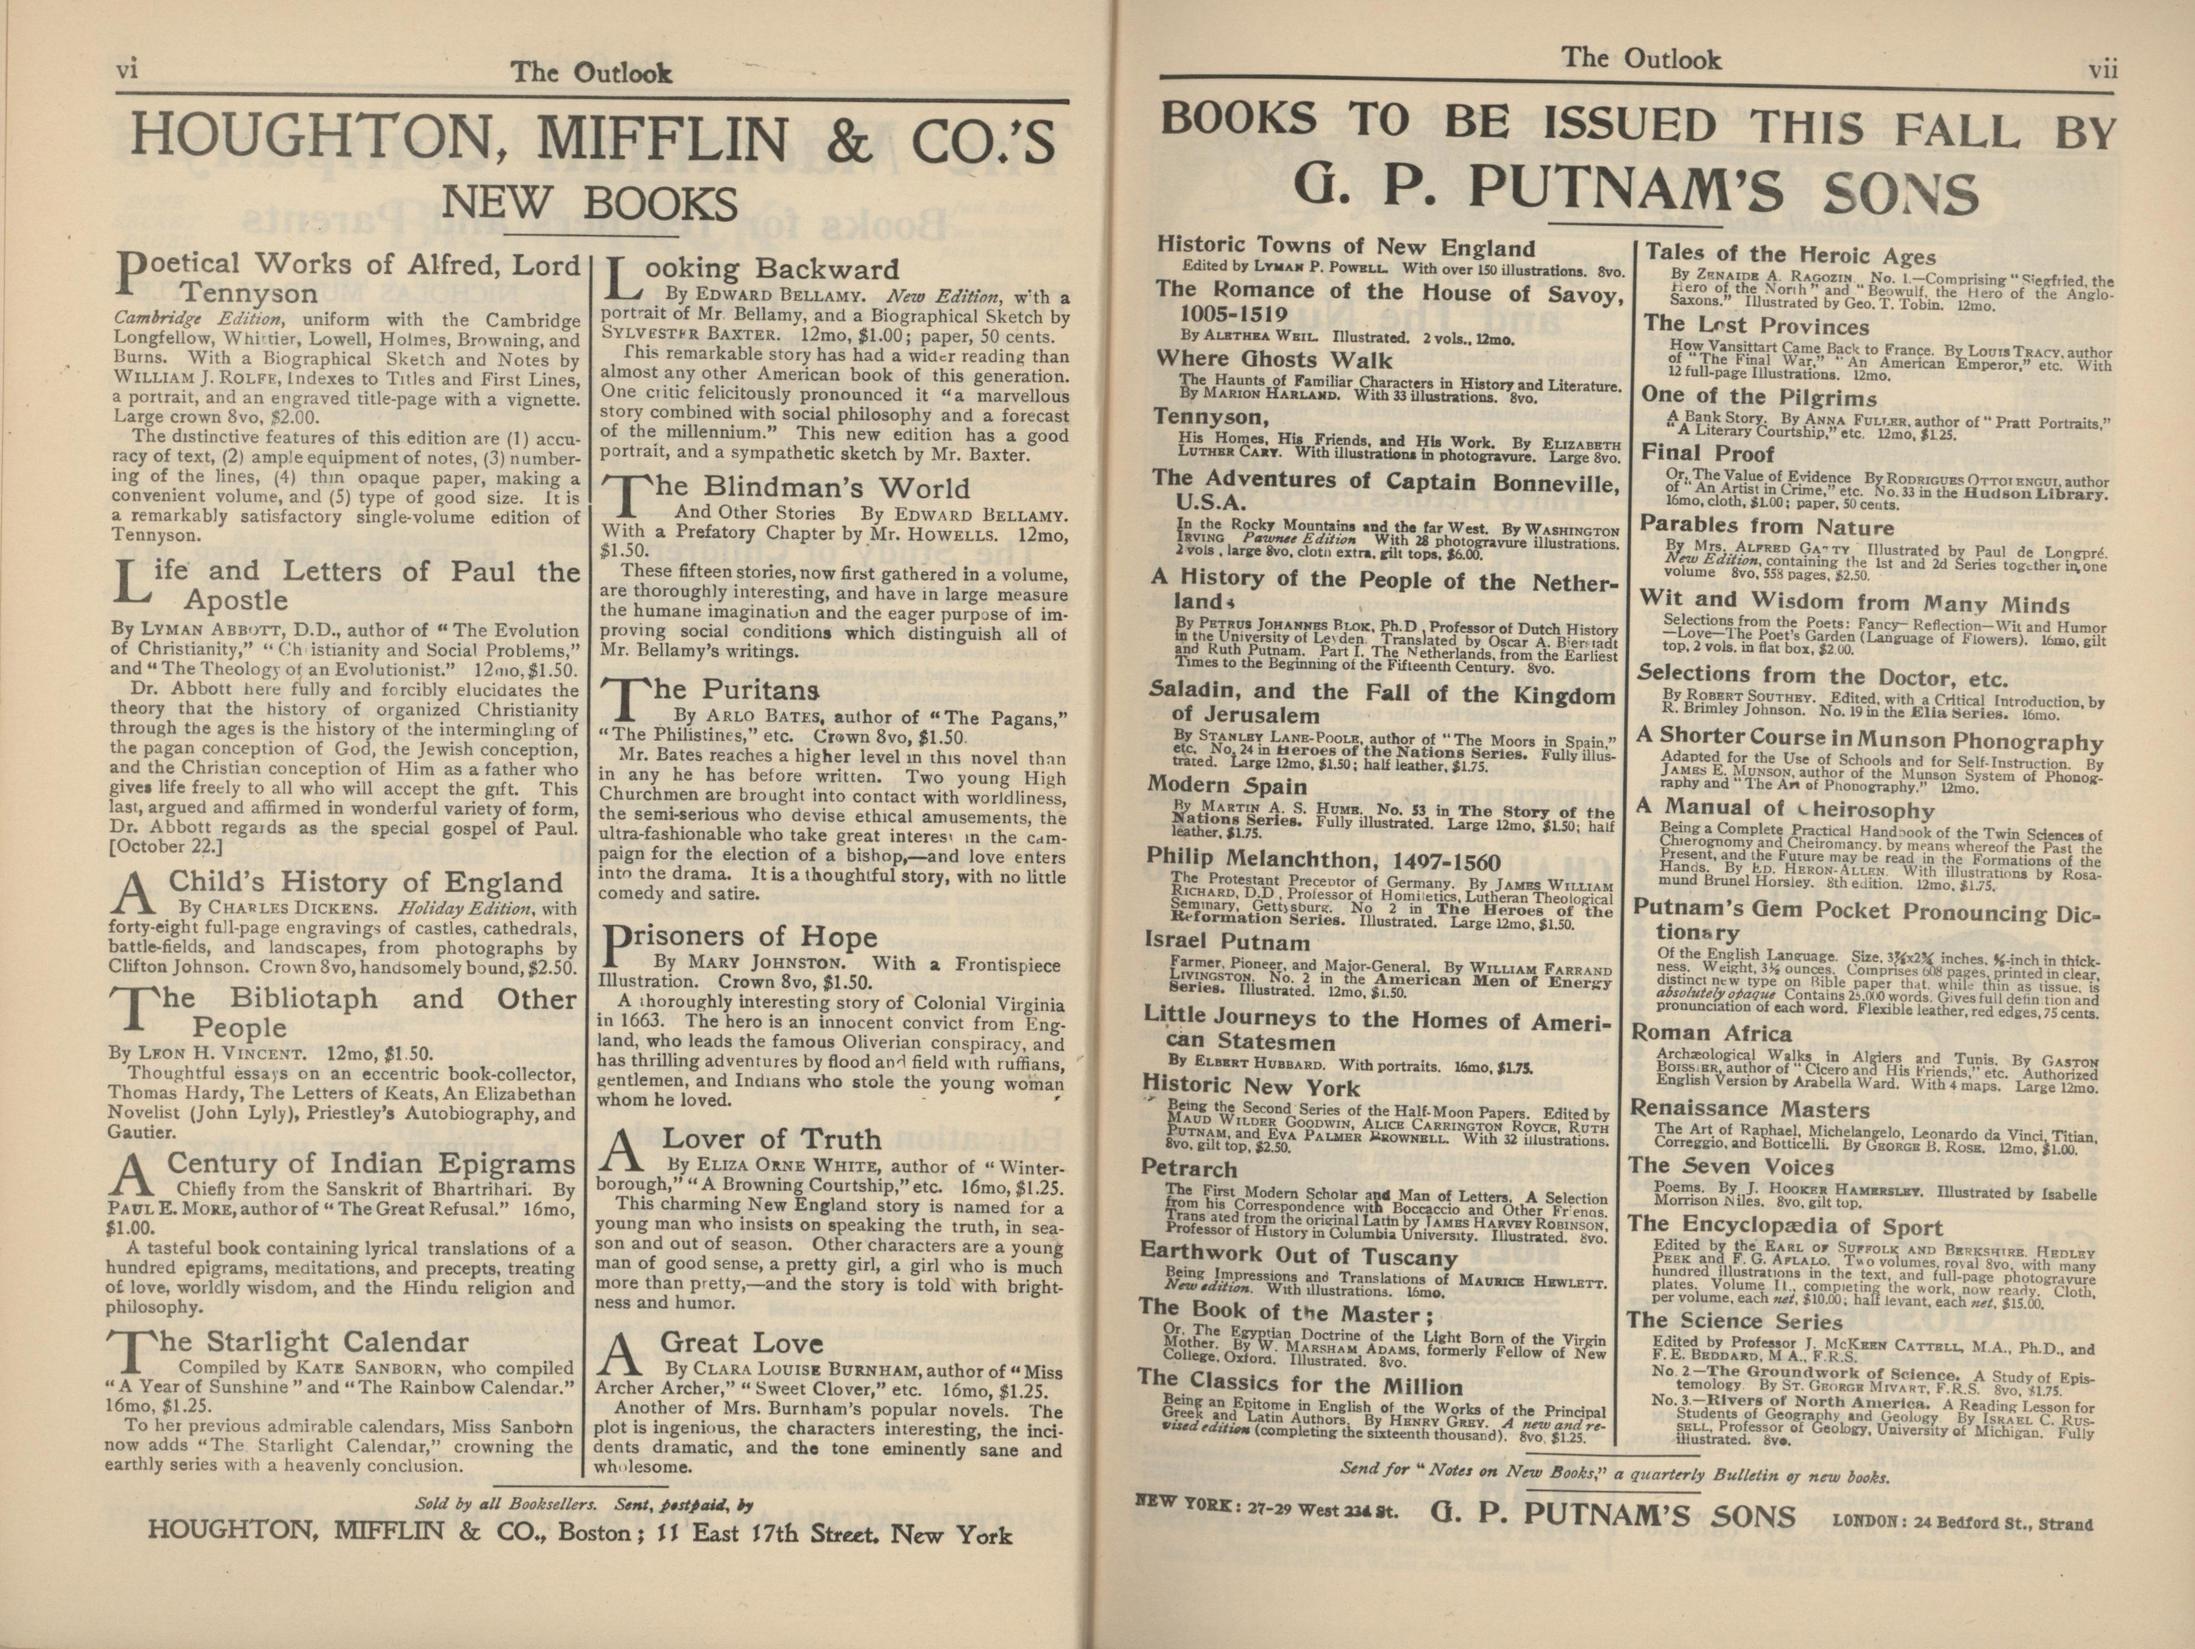 vi
The Outlook
HOUGHTON, MIFFLIN & CO.'S
NEW BOOKS
Poetical Works of Alfred, Lord
Tennyson
Cambridge Edition, uniform with the Cambridge
Longfellow, Whittier, Lowell, Holmes, Browning, and
Burns. With a Biographical Sketch and Notes by
WILLIAM J. ROLFE, Indexes to Titles and First Lines,
a portrait, and an engraved title-page with a vignette.
Large crown 8vo, $2.00.
The distinctive features of this edition are (1) accu-
racy of text, (2) ample equipment of notes, (3) number-
ing of the lines, (4) thin opaque paper, making a
convenient volume, and (5) type of good size. It is
a remarkably satisfactory single-volume edition of
Tennyson.
Life and Letters of Paul the
Apostle
By LYMAN ABBOTT, D.D., author of "The Evolution
of Christianity," "Christianity and Social Problems,"
and "The Theology of an Evolutionist." 12mo, $1.50.
Dr. Abbott here fully and forcibly elucidates the
theory that the history of organized Christianity
through the ages is the history of the intermingling of
the pagan conception of God, the Jewish conception,
and the Christian conception of Him as a father who
gives life freely to all who will accept the gift. This
last, argued and affirmed in wonderful variety of form,
Dr. Abbott regards as the special gospel of Paul.
[October 22.]
A Child's History of England
By CHARLES DICKENS. Holiday Edition, with
forty-eight full-page engravings of castles, cathedrals,
battle-fields, and landscapes, from photographs by
Clifton Johnson. Crown 8vo, handsomely bound, $2.50.
The Bibliotaph and Other
People
By LEON H. VINCENT. 12mo, $1.50.
Thoughtful essays on an eccentric book-collector,
Thomas Hardy, The Letters of Keats, An Elizabethan
Novelist (John Lyly), Priestley's Autobiography, and
Gautier.
A Century of Indian Epigrams
Chiefly from the Sanskrit of Bhartrihari. By
PAUL E. MORE, author of "The Great Refusal." 16mo,
$1.00.
A tasteful book containing lyrical translations of a
hundred epigrams, meditations, and precepts, treating
of love, worldly wisdom, and the Hindu religion and
philosophy.
The Starlight Calendar
Compiled by KATE SANBORN, who compiled
"A Year of Sunshine" and "The Rainbow Calendar."
16mo, $1.25.
To her previous admirable calendars, Miss Sanborn
now adds "The Starlight Calendar," crowning the
earthly series with a heavenly conclusion.
Looking Backward
By EDWARD BELLAMY. New Edition, with a
portrait of Mr. Bellamy, and a Biographical Sketch by
SYLVESTER BAXTER. 12mo, $1.00; paper, 50 cents.
This remarkable story has had a wider reading than
almost any other American book of this generation.
One critic felicitously pronounced it "a marvellous
story combined with social philosophy and a forecast
of the millennium." This new edition has a good
portrait, and a sympathetic sketch by Mr. Baxter.
The Blindman's World
And Other Stories By EDWARD BELLAMY.
With a Prefatory Chapter by Mr. HOWELLS. 12mo,
$1.50.
These fifteen stories, now first gathered in a volume,
are thoroughly interesting, and have in large measure
the humane imagination and the eager purpose of im-
proving social conditions which distinguish all of
Mr. Bellamy's writings.
The Puritans
By ARLO BATES, author of "The Pagans,"
"The Philistines," etc. Crown 8vo, $1.50.
Mr. Bates reaches a higher level in this novel than
in any he has before written. Two young High
Churchmen are brought into contact with worldliness,
the semi-serious who devise ethical amusements, the
ultra-fashionable who take great interest in the cam-
paign for the election of a bishop,—and love enters
into the drama. It is a thoughtful story, with no little
comedy and satire.
Prisoners of Hope
By MARY JOHNSTON. With a Frontispiece
Illustration. Crown 8vo, $1.50.
A thoroughly interesting story of Colonial Virginia
in 1663. The hero is an innocent convict from Eng-
land, who leads the famous Oliverian conspiracy, and
has thrilling adventures by flood and field with ruffians,
gentlemen, and Indians who stole the young woman
whom he loved.
A Lover of Truth
By ELIZA ORNE WHITE, author of "Winter-
borough," "A Browning Courtship," etc. 16mo, $1.25.
This charming New England story is named for a
young man who insists on speaking the truth, in sea-
son and out of season. Other characters are a young
man of good sense, a pretty girl, a girl who is much
more than pretty,—and the story is told with bright-
ness and humor.
A Great Love
By CLARA LOUISE BURNHAM, author of "Miss
Archer Archer," "Sweet Clover," etc. 16mo, $1.25.
Another of Mrs. Burnham's popular novels. The
plot is ingenious, the characters interesting, the inci-
dents dramatic, and the tone eminently sane and
wholesome.
Sold by all Booksellers. Sent, postpaid, by
HOUGHTON, MIFFLIN & CO., Boston; 11 East 17th Street, New York
The Outlook
vii
BOOKS TO BE ISSUED THIS FALL BY
G. P. PUTNAM'S SONS
Historic Towns of New England
Edited by LYMAN P. POWELL. With over 150 illustrations. 8vo.
The Romance of the House of Savoy,
1005-1519
By ALETHEA WEIL. Illustrated. 2 vols., 12mo.
Where Ghosts Walk
The Haunts of Familiar Characters in History and Literature.
By MARION HARLAND. With 33 illustrations. 8vo.
Tennyson,
His Homes, His Friends, and His Work. By ELIZABETH
LUTHER CARY. With illustrations in photogravure. Large 8vo.
The Adventures of Captain Bonneville,
U.S.A.
In the Rocky Mountains and the far West. By WASHINGTON
IRVING Pawnee Edition With 28 photogravure illustrations.
2 vols, large 8vo, cloth extra, gilt tops, $6.00.
A History of the People of the Nether-
lands
By PETRUS JOHANNES BLOK, Ph.D., Professor of Dutch History
in the University of Leyden. Translated by Oscar A. Bierstadt
and Ruth Putnam. Part I. The Netherlands, from the Earliest
Times to the Beginning of the Fifteenth Century. 8vo.
Saladin, and the Fall of the Kingdom
of Jerusalem
By STANLEY LANE-POOLE, author of "The Moors in Spain,"
etc. No. 24 in Heroes of the Nations Series. Fully illus-
trated. Large 12mo, $1.50; half leather, $1.75.
Modern Spain
By MARTIN A. S. HUME. No. 53 in The Story of the
Nations Series. Fully illustrated. Large 12mo, $1.50; half
leather, $1.75.
Philip Melanchthon, 1497-1560
The Protestant Preceptor of Germany. By JAMES WILLIAM
RICHARD, D.D., Professor of Homiletics, Lutheran Theological
Seminary, Gettysburg. No 2 in The Heroes of the
Reformation Series. Illustrated. Large 12mo, $1.50.
Israel Putnam
Farmer, Pioneer, and Major-General. By WILLIAM FARRAND
LIVINGSTON. No. 2 in the American Men of Energy
Series. Illustrated. 12mo, $1.50.
Little Journeys to the Homes of Ameri-
can Statesmen
By ELBERT HUBBARD. With portraits. 16mo, $1.75.
Historic New York
Being the Second Series of the Half-Moon Papers. Edited by
MAUD WILDER GOODWIN, ALICE CARRINGTON ROYCE, RUTH
PUTNAM, and EVA PALMER BROWNELL. With 32 illustrations.
8vo, gilt top, $2.50.
Petrarch
The First Modern Scholar and Man of Letters. A Selection
from his Correspondence with Boccaccio and Other Friends.
Translated from the original Latin by JAMES HARVEY ROBINSON,
Professor of History in Columbia University. Illustrated. 8vo.
Earthwork Out of Tuscany
Being Impressions and Translations of MAURICE HEWLETT.
New edition. With illustrations. 16mo.
The Book of the Master;
Or, The Egyptian Doctrine of the Light Born of the Virgin
Mother. By W. MARSHAM ADAMS, formerly Fellow of New
College, Oxford. Illustrated. 8vo.
The Classics for the Million
Being an Epitome in English of the Works of the Principal
Greek and Latin Authors. By HENRY GREY. A new and re-
vised edition (completing the sixteenth thousand). 8vo, $1.25.
Tales of the Heroic Ages
By ZENAIDE A. RAGOZIN. No. 1.—Comprising "Siegfried, the
Hero of the North" and "Beowulf, the Hero of the Anglo-
Saxons." Illustrated by Geo. T. Tobin. 12mo.
The Lost Provinces
How Vansittart Came Back to France. By LOUIS TRACY, author
of "The Final War," "An American Emperor," etc. With
12 full-page Illustrations. 12mo.
One of the Pilgrims
A Bank Story. By ANNA FULLER, author of "Pratt Portraits,"
"A Literary Courtship," etc. 12mo, $1.25.
Final Proof
Or, The Value of Evidence By RODRIGUES OTTOLENGUI, author
of "An Artist in Crime," etc. No. 33 in the Hudson Library.
16mo, cloth, $1.00; paper, 50 cents.
Parables from Nature
By Mrs. ALFRED GATTY Illustrated by Paul de Longpré.
New Edition, containing the 1st and 2d Series together in one
volume 8vo, 558 pages, $2.50.
Wit and Wisdom from Many Minds
Selections from the Poets: Fancy—Reflection—Wit and Humor
—Love—The Poet's Garden (Language of Flowers). 16mo, gilt
top, 2 vols. in flat box, $2.00.
Selections from the Doctor, etc.
By ROBERT SOUTHEY. Edited, with a Critical Introduction, by
R. Brimley Johnson. No. 19 in the Elia Series. 16mo.
A Shorter Course in Munson Phonography
Adapted for the Use of Schools and for Self-Instruction. By
JAMES E. MUNSON, author of the Munson System of Phonog-
raphy and "The Art of Phonography." 12mo.
A Manual of Cheirosophy
Being a Complete Practical Handbook of the Twin Sciences of
Chierognomy and Cheiromancy, by means whereof the Past the
Present, and the Future may be read in the Formations of the
Hands. By ED. HERON-ALLEN. With illustrations by Rosa-
mund Brunel Horsley. 8th edition. 12mo, $1.75.
Putnam's Gem Pocket Pronouncing Dic-
tionary
Of the English Language. Size, inches, -inch in thick-
ness. Weight, 3½ ounces. Comprises 608 pages, printed in clear,
distinct new type on Bible paper that, while thin as tissue, is
absolutely opaque Contains 25,000 words. Gives full definition and
pronunciation of each word. Flexible leather, red edges, 75 cents.
Roman Africa
Archæological Walks in Algiers and Tunis. By GASTON
BOISSIER, author of "Cicero and His Friends," etc. Authorized
English Version by Arabella Ward. With 4 maps. Large 12mo.
Renaissance Masters
The Art of Raphael, Michelangelo, Leonardo da Vinci, Titian,
Correggio, and Botticelli. By GEORGE B. ROSE. 12mo, $1.00.
The Seven Voices
Poems. By J. HOOKER HAMERSLEY. Illustrated by Isabelle
Morrison Niles. 8vo, gilt top.
The Encyclopædia of Sport
Edited by the EARL OF SUFFOLK AND BERKSHIRE, HEDLEY
PEEK and F. G. AFLALO. Two volumes, royal 8vo, with many
hundred illustrations in the text, and full-page photogravure
plates. Volume II., completing the work, now ready. Cloth,
per volume, each net, $10.00; half levant, each net, $15.00.
The Science Series
Edited by Professor J. MCKEEN CATTELL, M.A., Ph.D., and
F. E. BEDDARD, M A., F.R.S.
No. 2—The Groundwork of Science. A Study of Epis-
temology By ST. GEORGE MIVART, F.R.S. 8vo, $1.75.
No. 3.—Rivers of North America. A Reading Lesson for
Students of Geography and Geology By ISRAEL C. RUS-
SELL, Professor of Geology, University of Michigan. Fully
illustrated. 8vo.
Send for "Notes on New Books," a quarterly Bulletin of new books.
NEW YORK: 27-29 West 23d St. G. P. PUTNAM'S SONS LONDON: 24 Bedford St., Strand